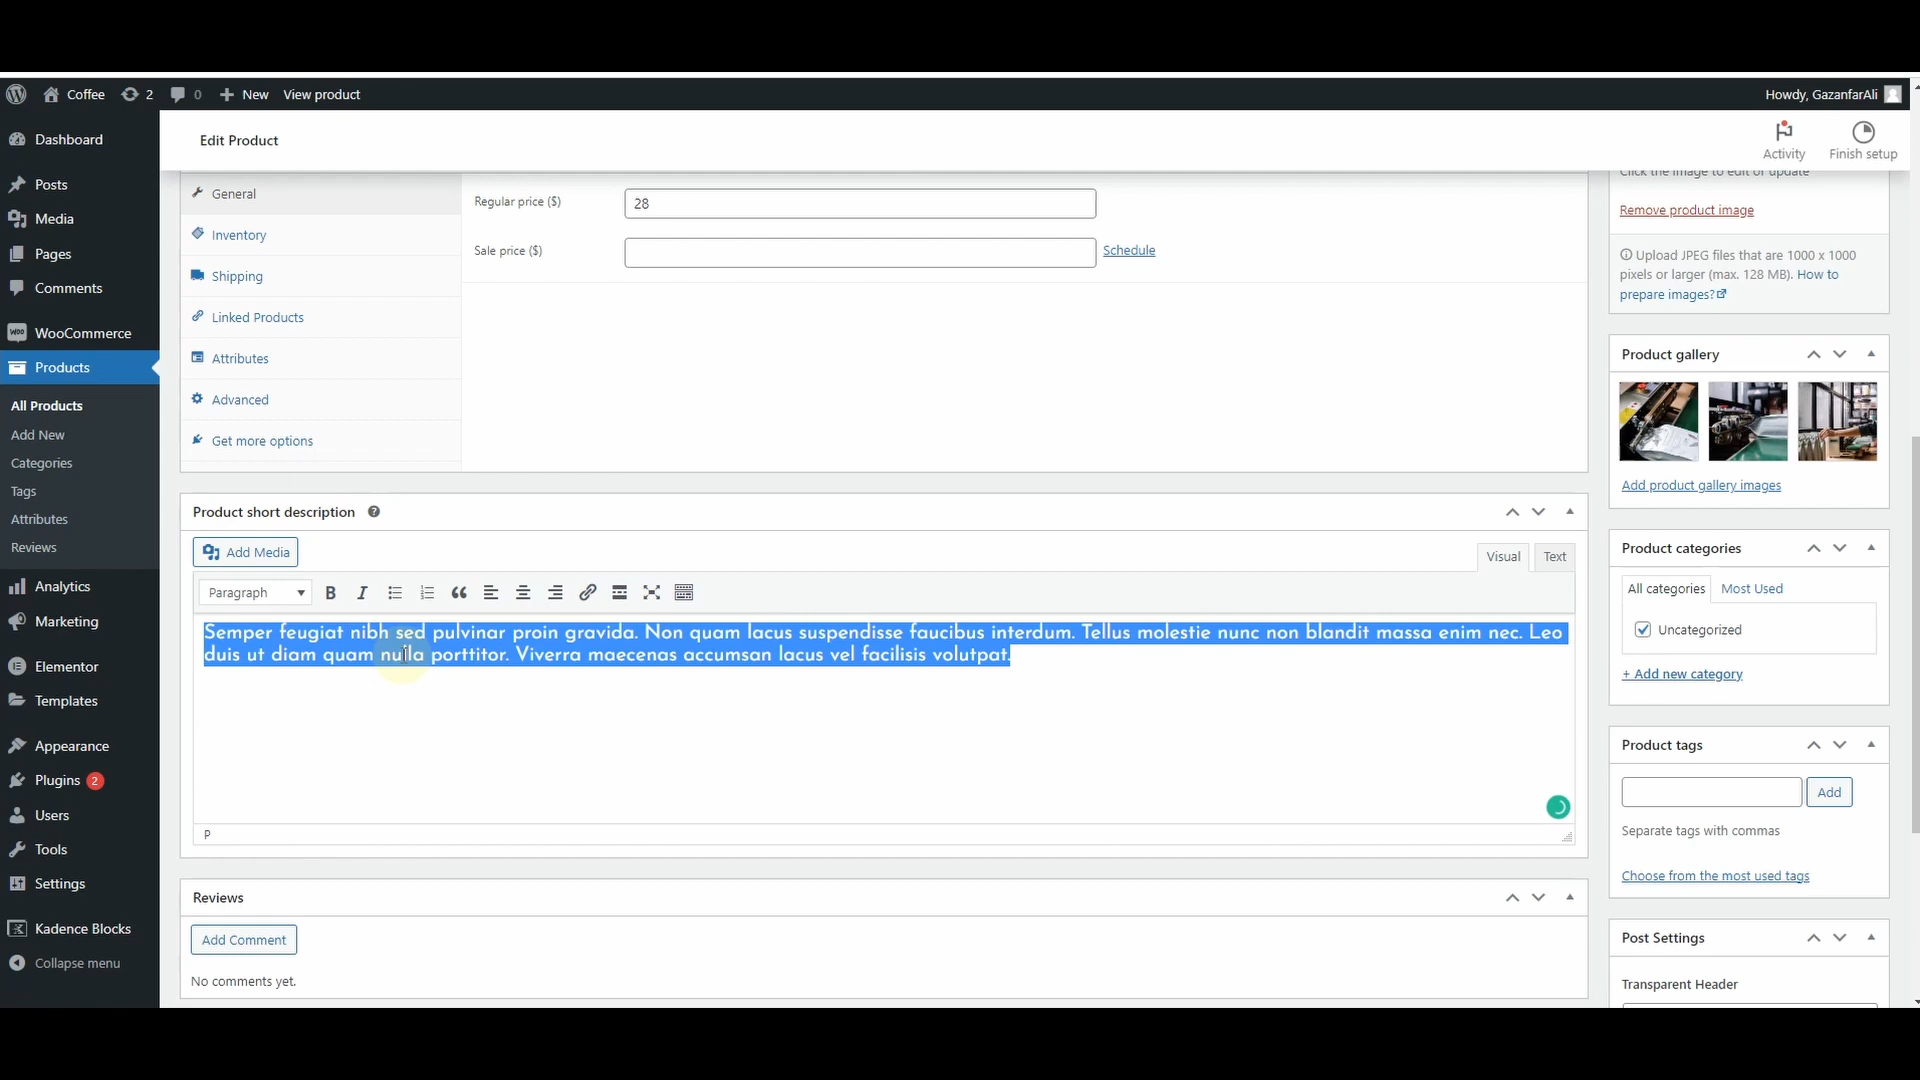 Coffee
2
0
New
View product
Howdy, GazanfarAli
Edit Product
Activity
Finish setup
Dashboard
Posts
Media
Pages
Comments
WooCommerce
Products
All Products
Add New
Categories
Tags
Attributes
Reviews
Analytics
Marketing
Elementor
Templates
Appearance
Plugins 2
Users
Tools
Settings
Kadence Blocks
Collapse menu
General
Inventory
Shipping
Linked Products
Attributes
Advanced
Get more options
Regular price ($)
28
Sale price ($)
Schedule
Product short description
Add Media
Visual
Text
Paragraph
Semper feugiat nibh sed pulvinar proin gravida. Non quam lacus suspendisse faucibus interdum. Tellus molestie nunc non blandit massa enim nec. Leo
duis ut diam quam nulla porttitor. Viverra maecenas accumsan lacus vel facilisis volutpat.
P
Reviews
Add Comment
No comments yet.
Click the image to edit or update
Remove product image
Upload JPEG files that are 1000 x 1000
pixels or larger (max. 128 MB). How to
prepare images?
Product gallery
Add product gallery images
Product categories
All categories
Most Used
Uncategorized
+ Add new category
Product tags
Add
Separate tags with commas
Choose from the most used tags
Post Settings
Transparent Header